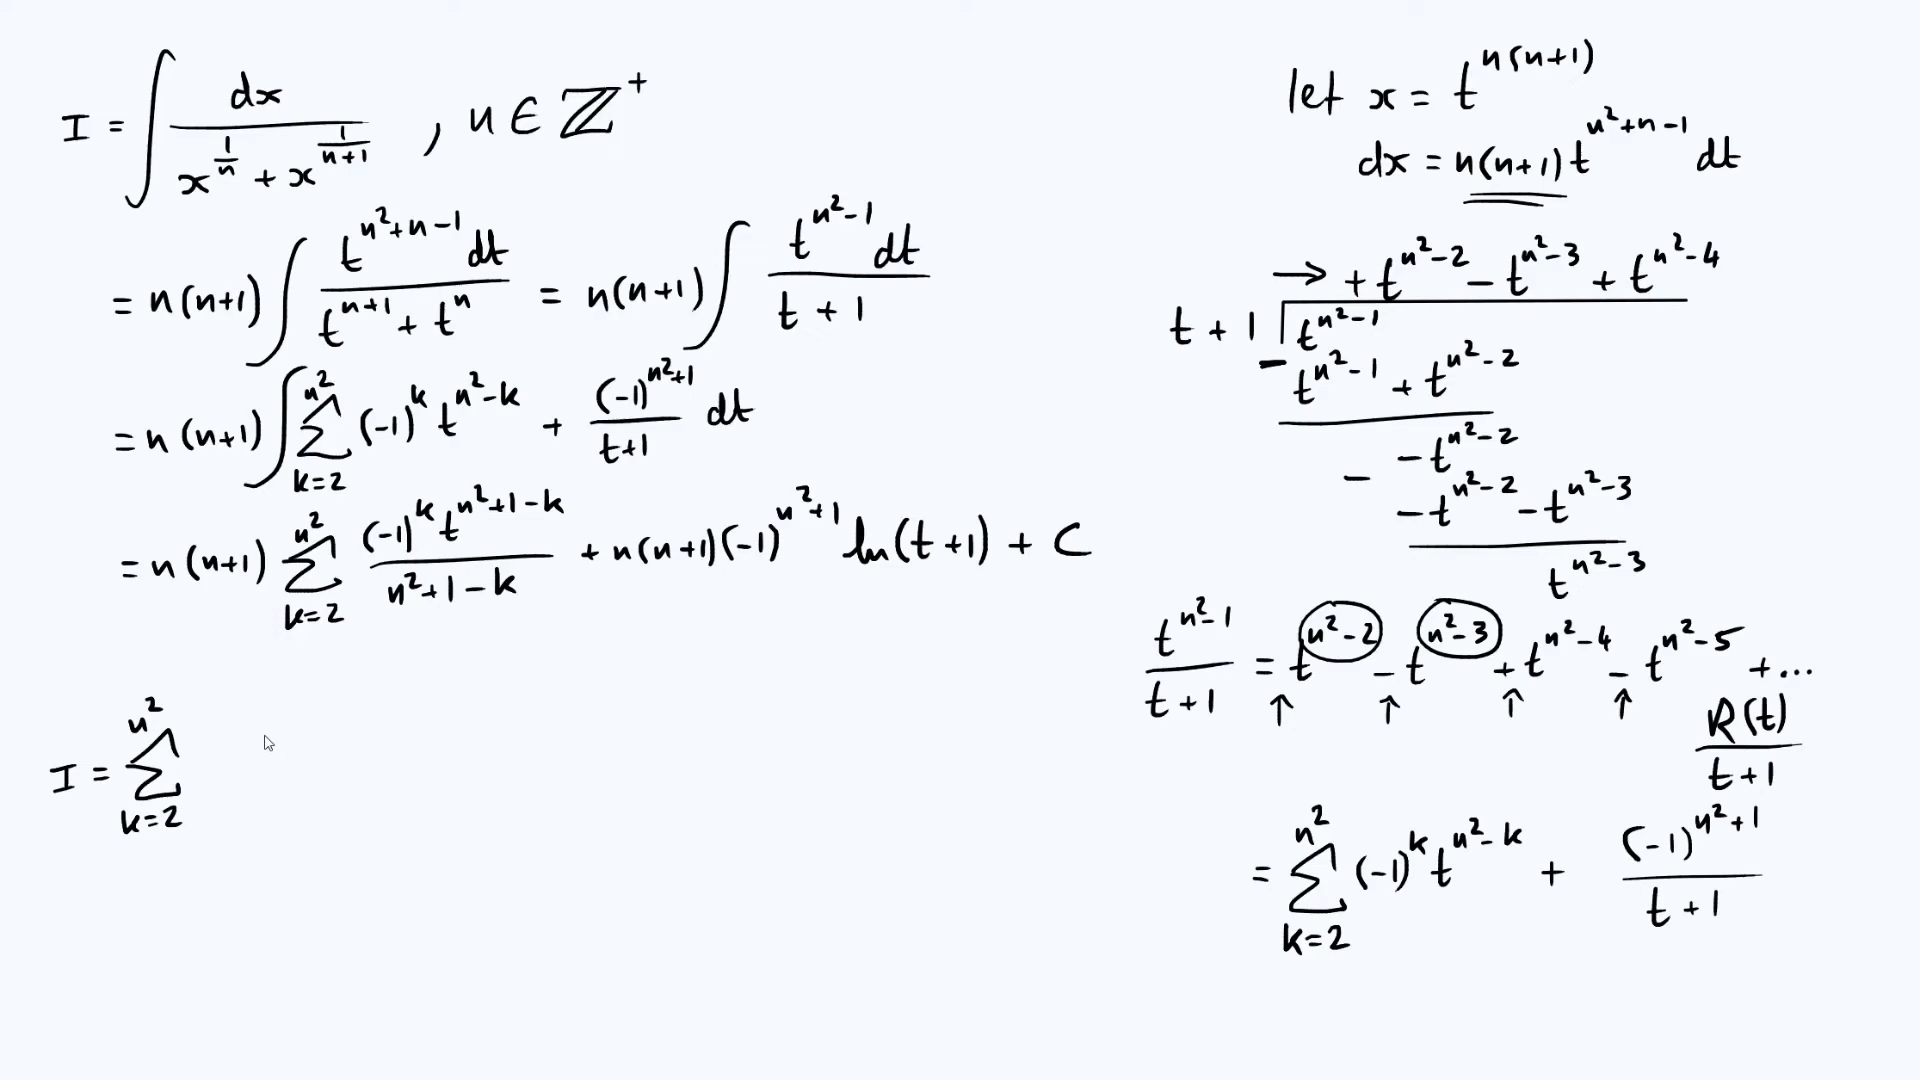 I = ∫ dx / (x^(1/n) + x^(1/(n+1))) , n ∈ ℤ^+
= n(n+1) ∫ t^(n²+n-1) dt / (t^(n+1) + t^n) = n(n+1) ∫ t^(n²-1) dt / (t + 1)
= n(n+1) ∫ Σ_(k=2)^(n²) (-1)^k t^(n²-k) + (-1)^(n²+1) / (t+1) dt
= n(n+1) Σ_(k=2)^(n²) (-1)^k t^(n²+1-k) / (n²+1-k) + n(n+1)(-1)^(n²+1) ln(t+1) + C
I = Σ_(k=2)^(n²)
let x = t^(n(n+1))
dx = n(n+1) t^(n²+n-1) dt
→ + t^(n²-2) - t^(n²-3) + t^(n²-4)
t + 1 | t^(n²-1)
- t^(n²-1) + t^(n²-2)
- t^(n²-2)
- - t^(n²-2) - t^(n²-3)
t^(n²-3)
t^(n²-1) / (t+1) = t^(n²-2) - t^(n²-3) + t^(n²-4) - t^(n²-5) + ...
↑ ↑ ↑ ↑ R(t) / (t+1)
= Σ_(k=2)^(n²) (-1)^k t^(n²-k) + (-1)^(n²+1) / (t+1)